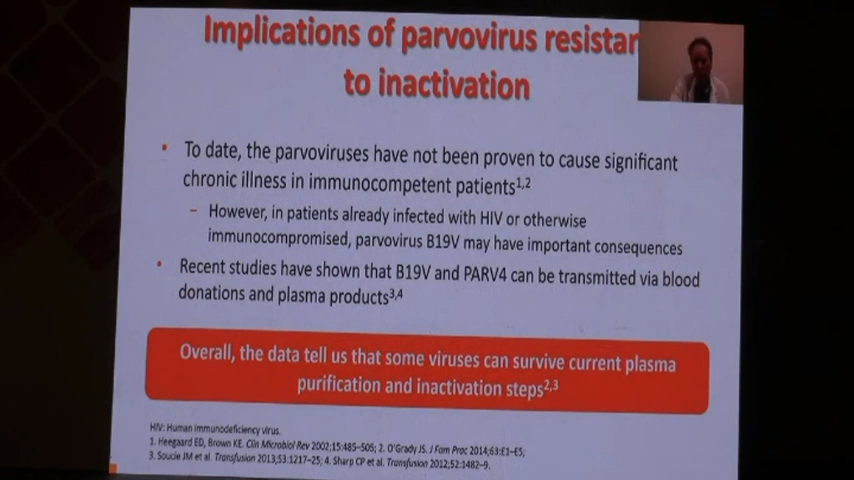 Implications of parvovirus resistan
to inactivation
• To date, the parvoviruses have not been proven to cause significant
chronic illness in immunocompetent patients1,2
– However, in patients already infected with HIV or otherwise
immunocompromised, parvovirus B19V may have important consequences
• Recent studies have shown that B19V and PARV4 can be transmitted via blood
donations and plasma products3,4
Overall, the data tell us that some viruses can survive current plasma
purification and inactivation steps2,3
HIV: Human immunodeficiency virus.
1. Heegaard ED, Brown KE. Clin Microbiol Rev 2002;15:485–505; 2. O'Grady JS. J Fam Prac 2014;63:E1–E5;
3. Soucie JM et al. Transfusion 2013;53:1217–25; 4. Sharp CP et al. Transfusion 2012;52:1482–9.